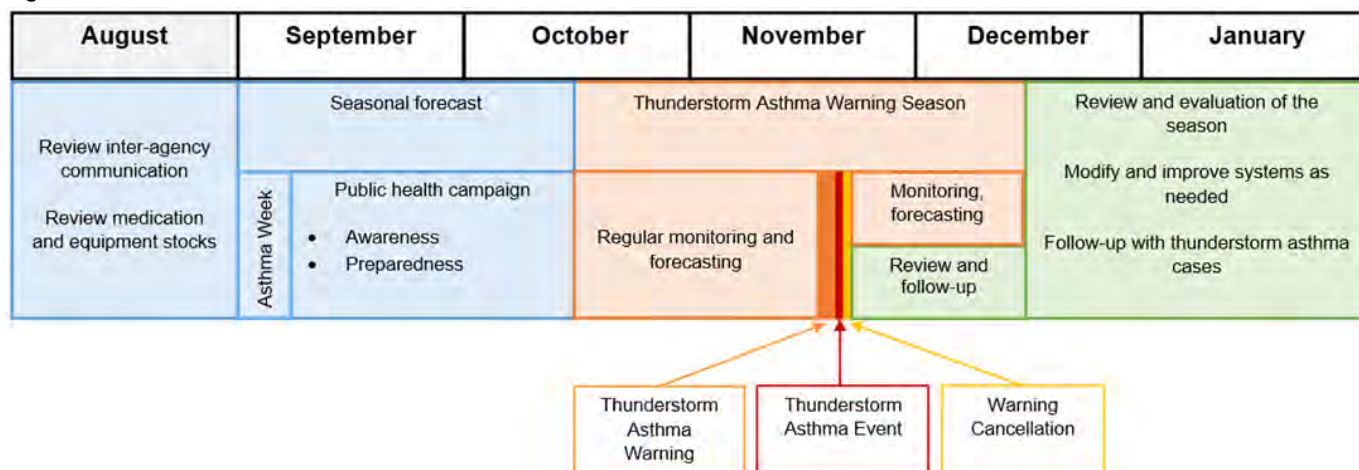 August
September
October
November
December
January
Review inter-agency
communication
Review medication
and equipment stocks
Seasonal forecast
Asthma Week
Public health campaign
• Awareness
• Preparedness
Thunderstorm Asthma Warning Season
Regular monitoring and
forecasting
Monitoring,
forecasting
Review and
follow-up
Review and evaluation of the
season
Modify and improve systems as
needed
Follow-up with thunderstorm asthma
cases
Thunderstorm
Asthma
Warning
Thunderstorm
Asthma Event
Warning
Cancellation